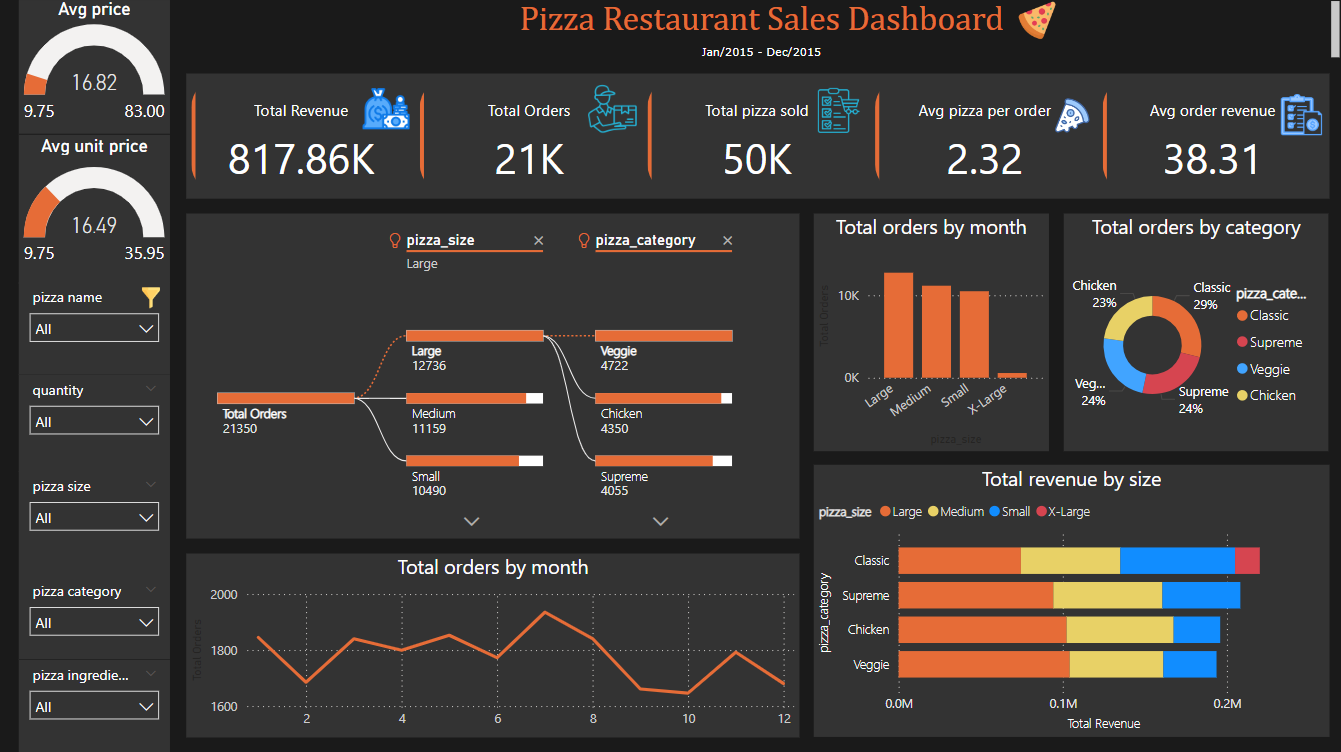 Pizza Restaurant Sales Dashboard
Jan/2015 - Dec/2015
Avg price
16.82
9.75 83.00
Avg unit price
16.49
9.75 35.95
pizza name
All
quantity
All
pizza size
All
pizza category
All
pizza ingredie...
All
Total Revenue
817.86K
Total Orders
21K
Total pizza sold
50K
Avg pizza per order
2.32
Avg order revenue
38.31
pizza_size
Large
pizza_category
Total Orders
21350
Large
12736
Medium
11159
Small
10490
Veggie
4722
Chicken
4350
Supreme
4055
Total orders by month
Total Orders
10K
0K
Large
Medium
Small
X-Large
pizza_size
Total orders by category
Chicken
23%
Classic
29%
Veg...
24%
Supreme
24%
pizza_cate...
Classic
Supreme
Veggie
Chicken
Total orders by month
Total Orders
2000
1800
1600
2 4 6 8 10 12
Total revenue by size
pizza_size Large Medium Small X-Large
pizza_category
Classic
Supreme
Chicken
Veggie
0.0M 0.1M 0.2M
Total Revenue